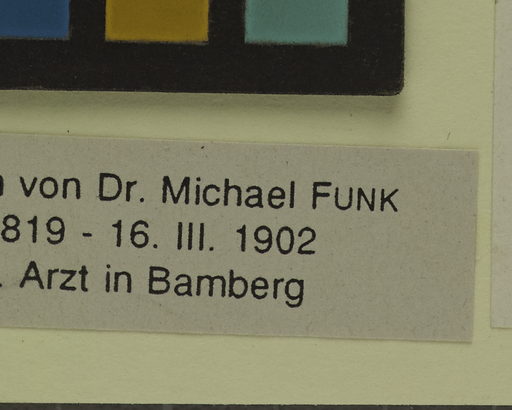 von Dr. Michael FUNK
819 - 16. III. 1902
. Arzt in Bamberg